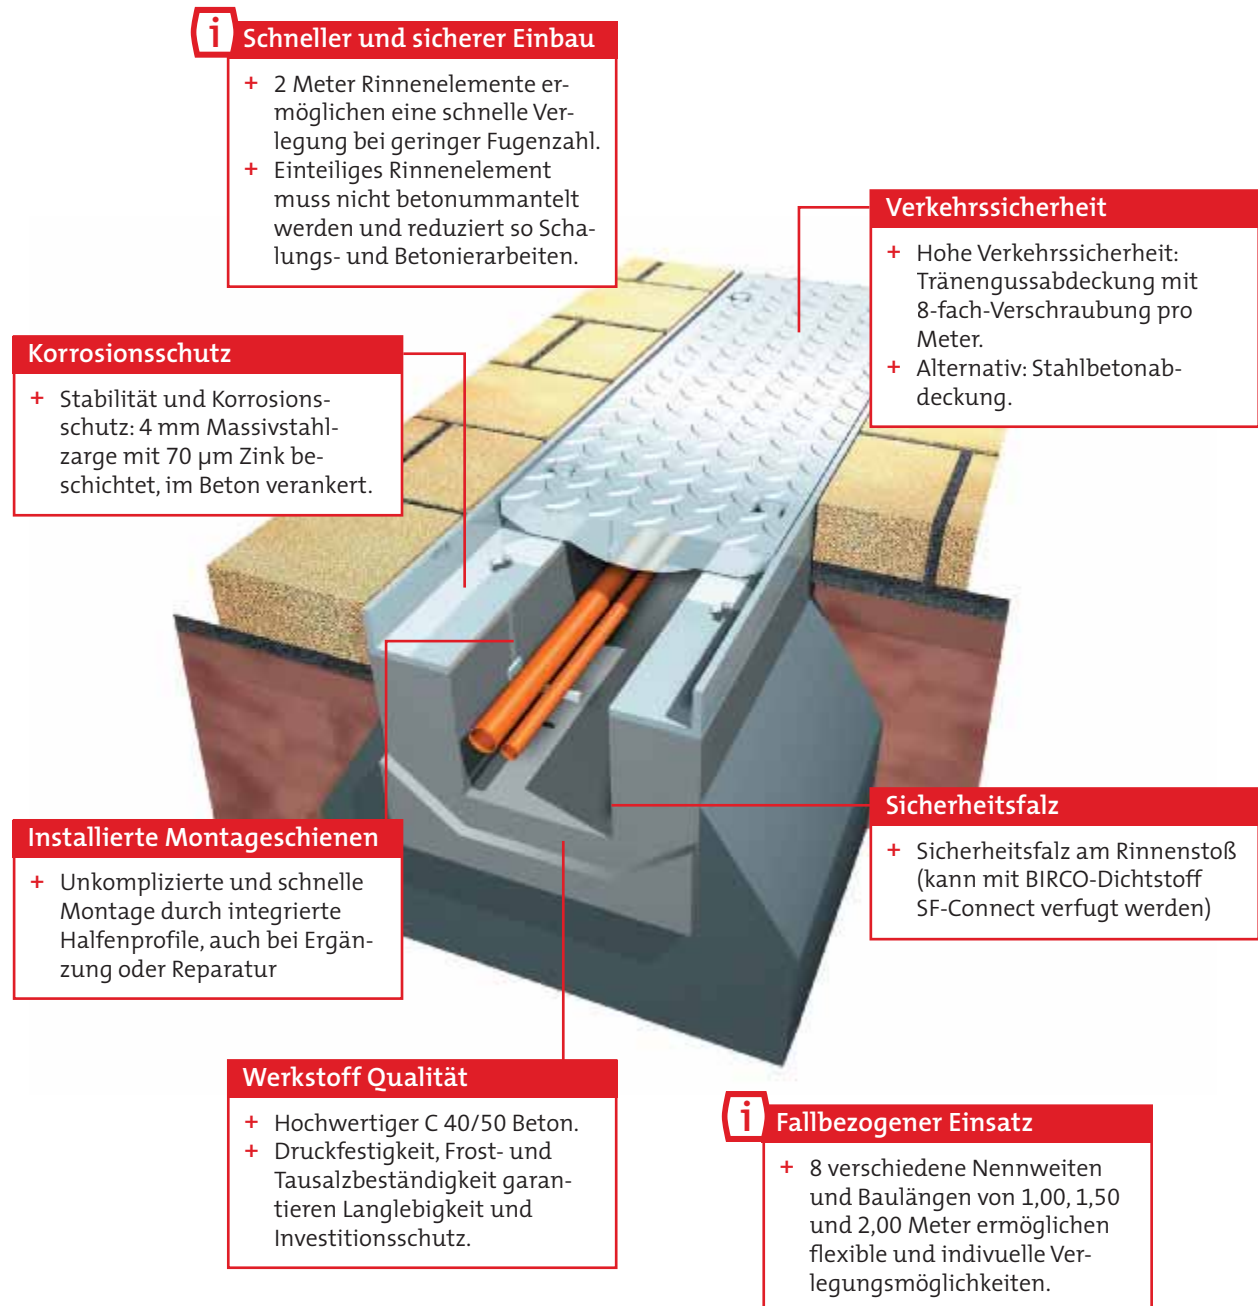 i Schneller und sicherer Einbau
+ 2 Meter Rinnenelemente er-
möglichen eine schnelle Ver-
legung bei geringer Fugenzahl.
+ Einteiliges Rinnenelement
muss nicht betonummantelt
werden und reduziert so Scha-
lungs- und Betonierarbeiten.
Verkehrssicherheit
+ Hohe Verkehrssicherheit:
Tränengussabdeckung mit
8-fach-Verschraubung pro
Meter.
+ Alternativ: Stahlbetonab-
deckung.
Korrosionsschutz
+ Stabilität und Korrosions-
schutz: 4 mm Massivstahl-
zarge mit 70 µm Zink be-
schichtet, im Beton verankert.
Installierte Montageschienen
+ Unkomplizierte und schnelle
Montage durch integrierte
Halfenprofile, auch bei Ergän-
zung oder Reparatur
Sicherheitsfalz
+ Sicherheitsfalz am Rinnenstoß
(kann mit BIRCO-Dichtstoff
SF-Connect verfugt werden)
Werkstoff Qualität
+ Hochwertiger C 40/50 Beton.
+ Druckfestigkeit, Frost- und
Tausalzbeständigkeit garan-
tieren Langlebigkeit und
Investitionsschutz.
i Fallbezogener Einsatz
+ 8 verschiedene Nennweiten
und Baulängen von 1,00, 1,50
und 2,00 Meter ermöglichen
flexible und indivuelle Ver-
legungsmöglichkeiten.